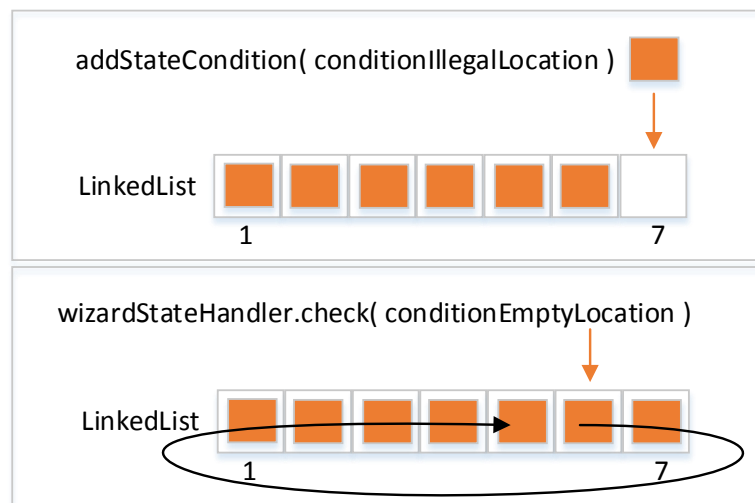 addStateCondition( conditionIllegalLocation )
LinkedList
1 7
wizardStateHandler.check( conditionEmptyLocation )
LinkedList
1 7